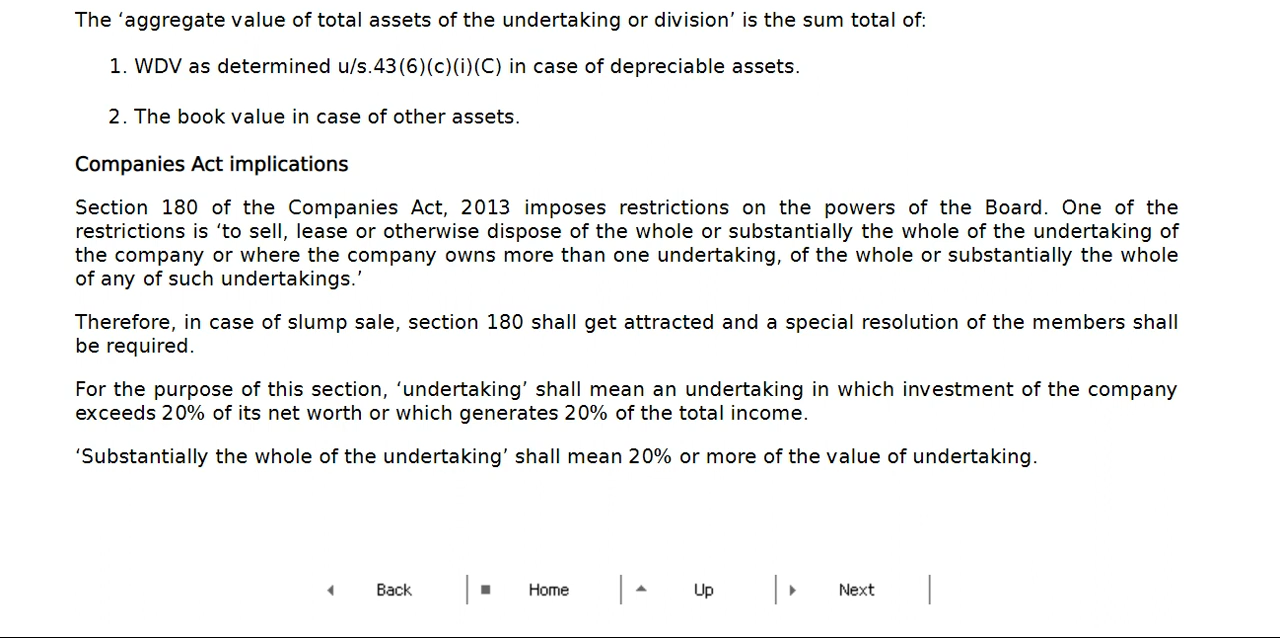 The ‘aggregate value of total assets of the undertaking or division’ is the sum total of:
1. WDV as determined u/s.43(6)(c)(i)(C) in case of depreciable assets.
2. The book value in case of other assets.
Companies Act implications
Section 180 of the Companies Act, 2013 imposes restrictions on the powers of the Board. One of the
restrictions is ‘to sell, lease or otherwise dispose of the whole or substantially the whole of the undertaking of
the company or where the company owns more than one undertaking, of the whole or substantially the whole
of any of such undertakings.’
Therefore, in case of slump sale, section 180 shall get attracted and a special resolution of the members shall
be required.
For the purpose of this section, ‘undertaking’ shall mean an undertaking in which investment of the company
exceeds 20% of its net worth or which generates 20% of the total income.
‘Substantially the whole of the undertaking’ shall mean 20% or more of the value of undertaking.
Back Home Up Next